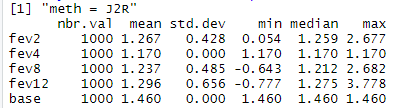 [1] "meth = J2R"
nbr.val mean std.dev min median max
fev2 1000 1.267 0.428 0.054 1.259 2.677
fev4 1000 1.170 0.000 1.170 1.170 1.170
fev8 1000 1.237 0.485 -0.643 1.212 2.682
fev12 1000 1.296 0.656 -0.777 1.275 3.778
base 1000 1.460 0.000 1.460 1.460 1.460